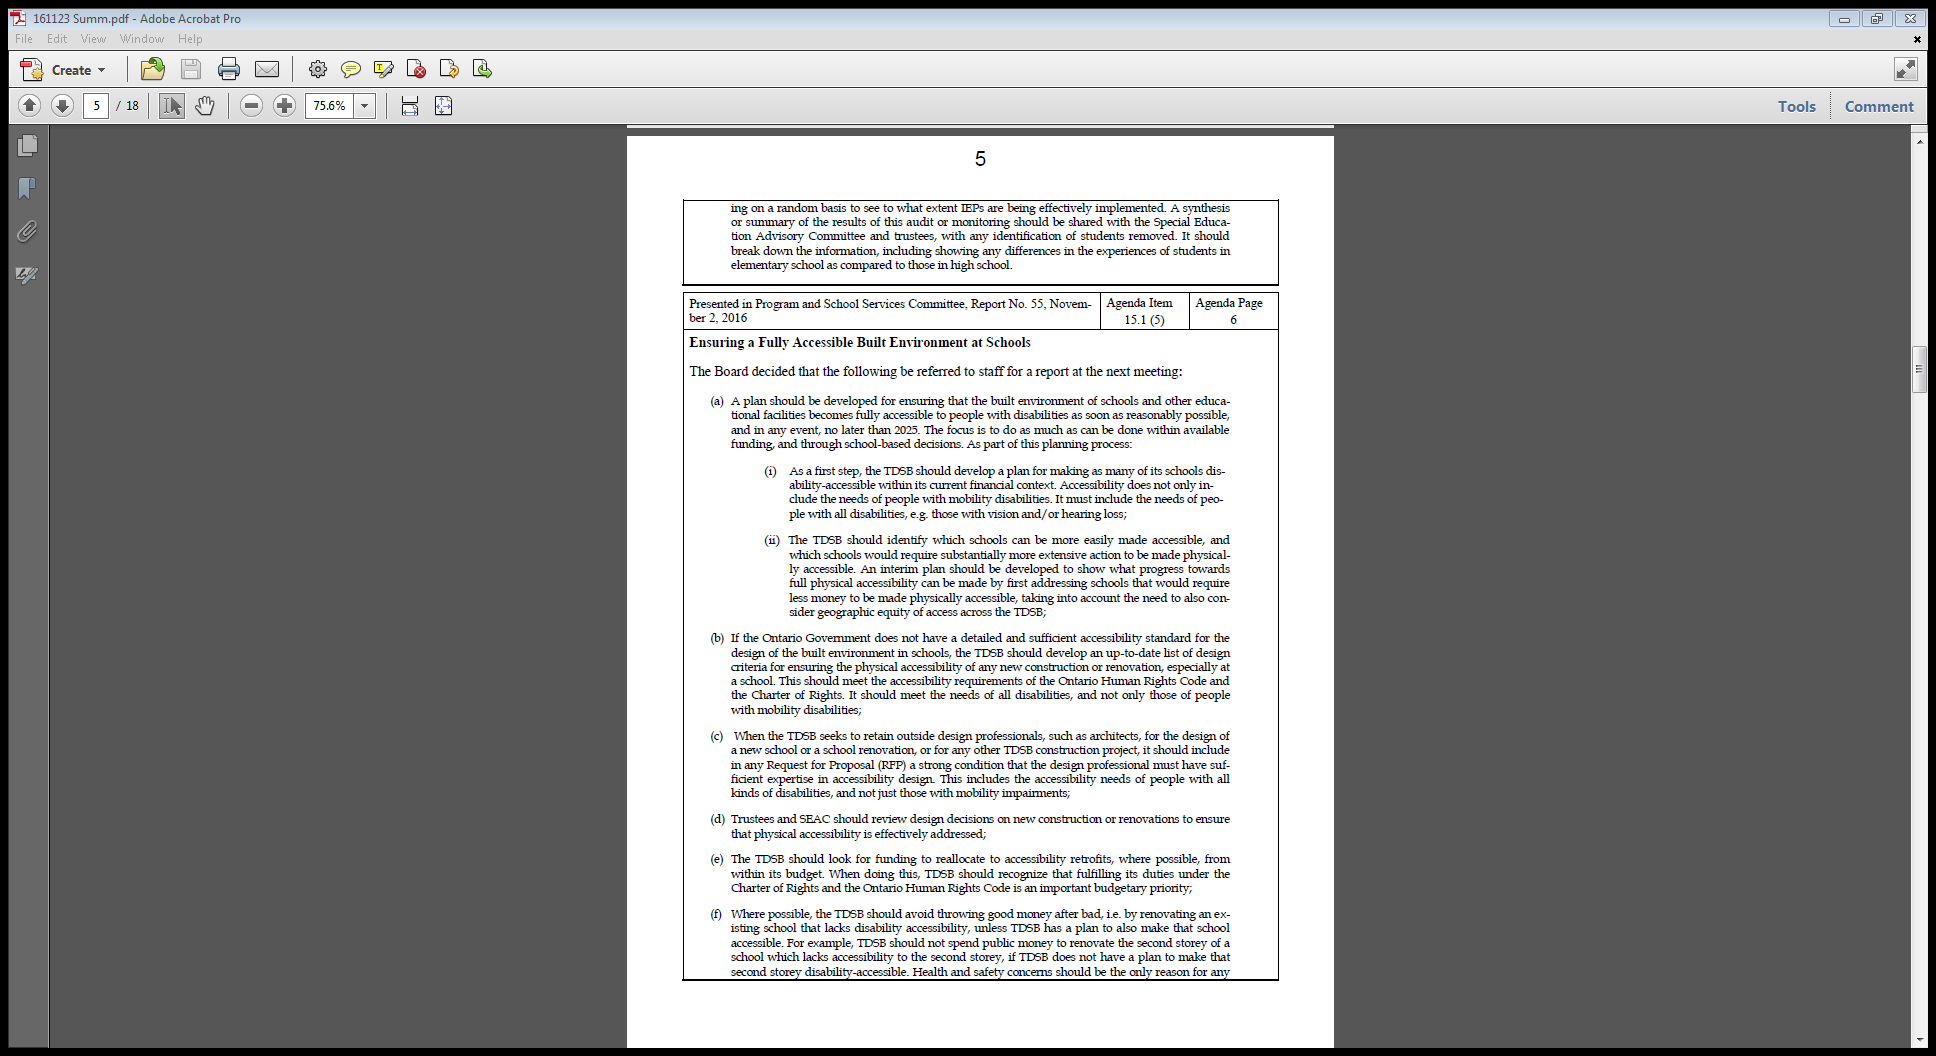 161123 Summ.pdf - Adobe Acrobat Pro
File Edit View Window Help
Create
5 / 18 75.6% Tools Comment
5
ing on a random basis to see to what extent IEPs are being effectively implemented. A synthesis
or summary of the results of this audit or monitoring should be shared with the Special Educa-
tion Advisory Committee and trustees, with any identification of students removed. It should
break down the information, including showing any differences in the experiences of students in
elementary school as compared to those in high school.
Presented in Program and School Services Committee, Report No. 55, Novem-
ber 2, 2016
Agenda Item
15.1 (5)
Agenda Page
6
Ensuring a Fully Accessible Built Environment at Schools
The Board decided that the following be referred to staff for a report at the next meeting:
(a) A plan should be developed for ensuring that the built environment of schools and other educa-
tional facilities becomes fully accessible to people with disabilities as soon as reasonably possible,
and in any event, no later than 2025. The focus is to do as much as can be done within available
funding, and through school-based decisions. As part of this planning process:
(i) As a first step, the TDSB should develop a plan for making as many of its schools dis-
ability-accessible within its current financial context. Accessibility does not only in-
clude the needs of people with mobility disabilities. It must include the needs of peo-
ple with all disabilities, e.g. those with vision and/or hearing loss;
(ii) The TDSB should identify which schools can be more easily made accessible, and
which schools would require substantially more extensive action to be made physical-
ly accessible. An interim plan should be developed to show what progress towards
full physical accessibility can be made by first addressing schools that would require
less money to be made physically accessible, taking into account the need to also con-
sider geographic equity of access across the TDSB;
(b) If the Ontario Government does not have a detailed and sufficient accessibility standard for the
design of the built environment in schools, the TDSB should develop an up-to-date list of design
criteria for ensuring the physical accessibility of any new construction or renovation, especially at
a school. This should meet the accessibility requirements of the Ontario Human Rights Code and
the Charter of Rights. It should meet the needs of all disabilities, and not only those of people
with mobility disabilities;
(c) When the TDSB seeks to retain outside design professionals, such as architects, for the design of
a new school or a school renovation, or for any other TDSB construction project, it should include
in any Request for Proposal (RFP) a strong condition that the design professional must have suf-
ficient expertise in accessibility design. This includes the accessibility needs of people with all
kinds of disabilities, and not just those with mobility impairments;
(d) Trustees and SEAC should review design decisions on new construction or renovations to ensure
that physical accessibility is effectively addressed;
(e) The TDSB should look for funding to reallocate to accessibility retrofits, where possible, from
within its budget. When doing this, TDSB should recognize that fulfilling its duties under the
Charter of Rights and the Ontario Human Rights Code is an important budgetary priority;
(f) Where possible, the TDSB should avoid throwing good money after bad, i.e. by renovating an ex-
isting school that lacks disability accessibility, unless TDSB has a plan to also make that school
accessible. For example, TDSB should not spend public money to renovate the second storey of a
school which lacks accessibility to the second storey, if TDSB does not have a plan to make that
second storey disability-accessible. Health and safety concerns should be the only reason for any